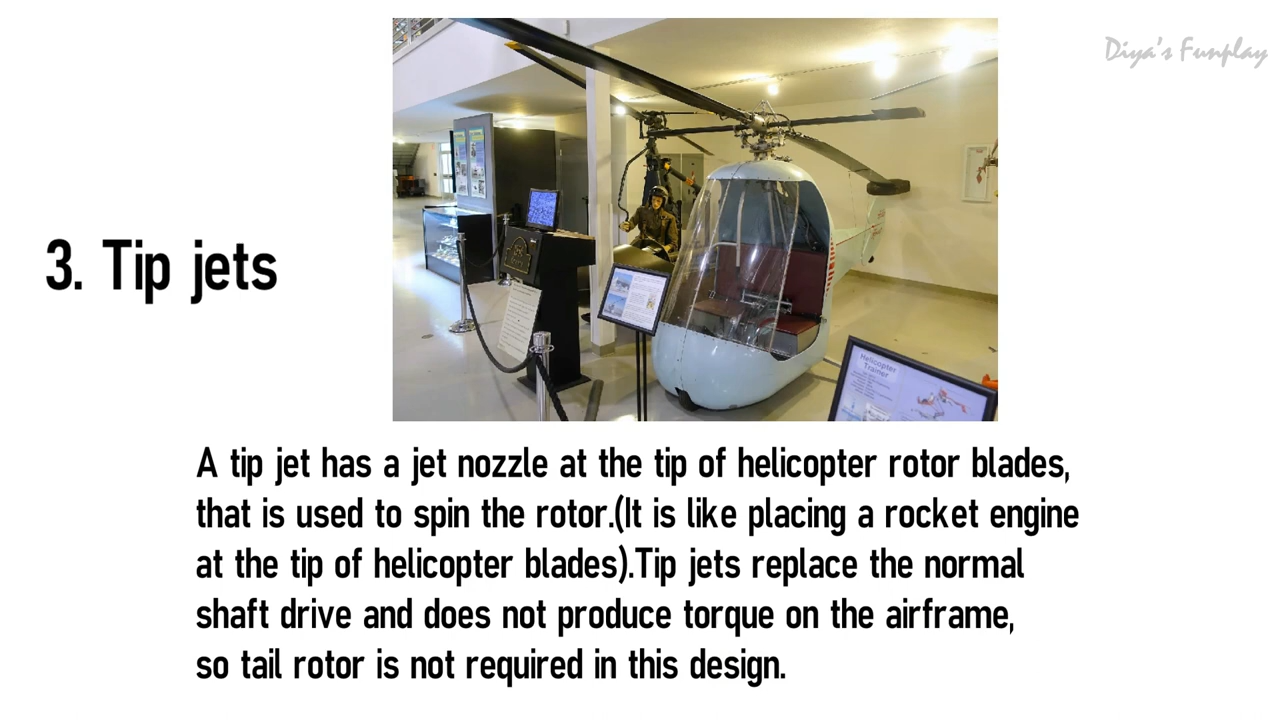 Diya's Funplay
3. Tip jets
Helicopter
Trainer
A tip jet has a jet nozzle at the tip of helicopter rotor blades,
that is used to spin the rotor.(It is like placing a rocket engine
at the tip of helicopter blades).Tip jets replace the normal
shaft drive and does not produce torque on the airframe,
so tail rotor is not required in this design.